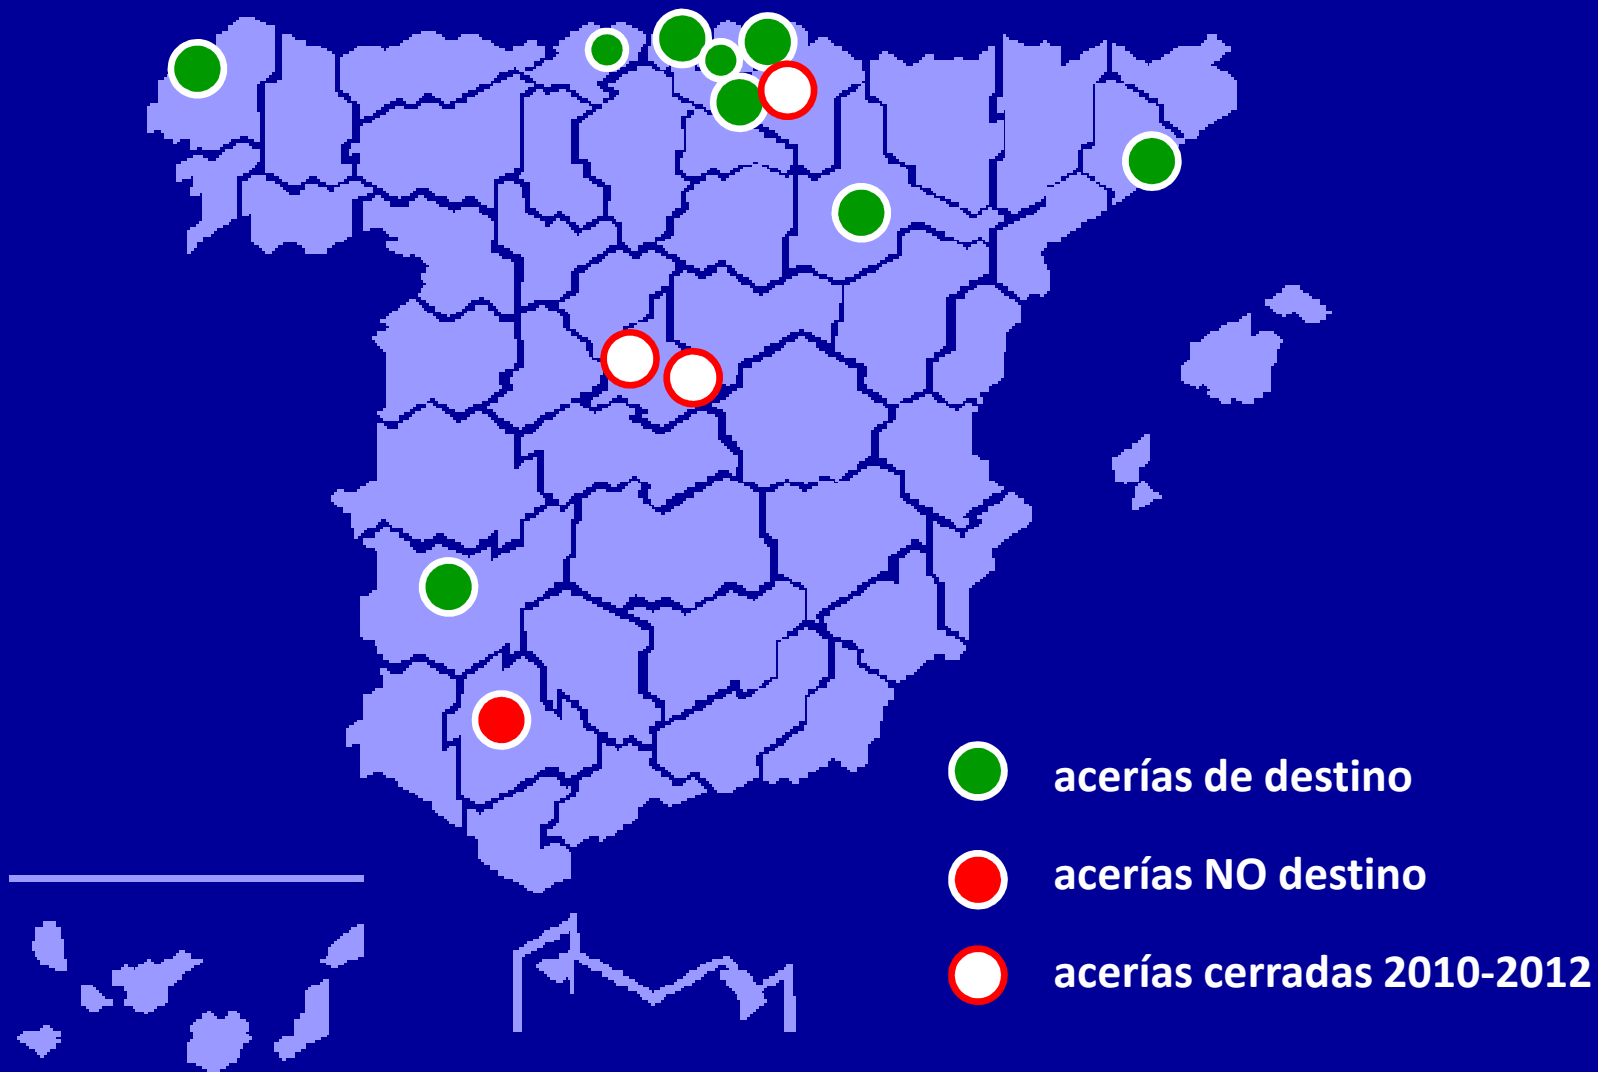 acerías de destino
acerías NO destino
acerías cerradas 2010-2012